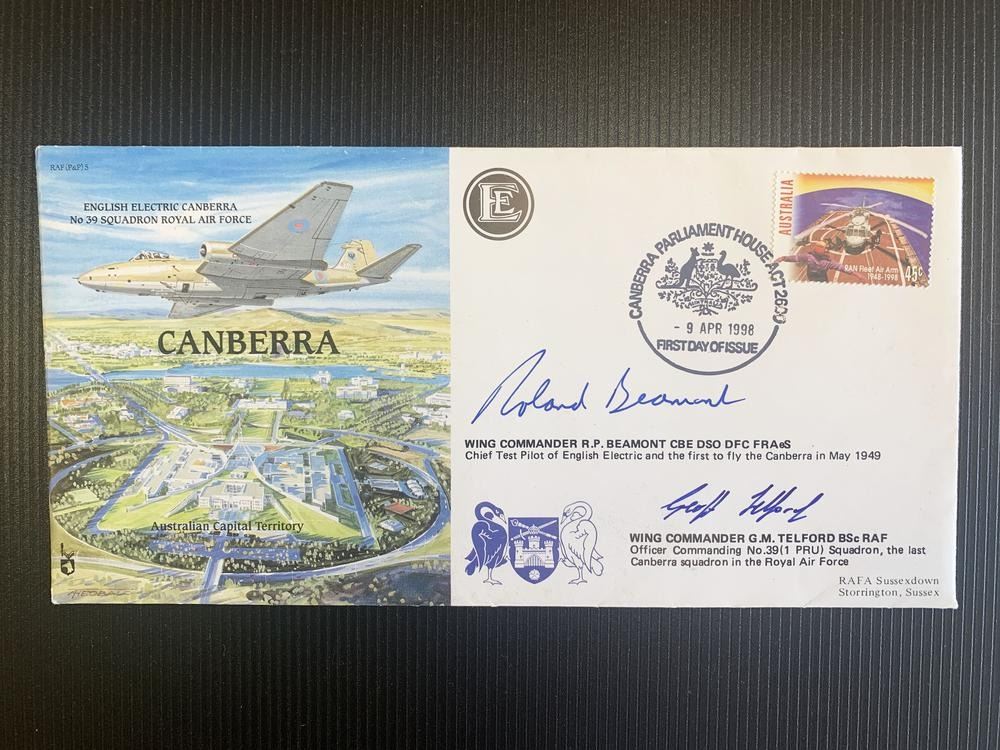 RAF (P&P) 5
ENGLISH ELECTRIC CANBERRA
No 39 SQUADRON ROYAL AIR FORCE
CANBERRA
Australian Capital Territory
EE
AUSTRALIA
RAN Fleet Air Arm
1948-1998
45c
CANBERRA PARLIAMENT HOUSE ACT 2600
AUSTRALIA
- 9 APR 1998
FIRST DAY OF ISSUE
Roland Beamont
WING COMMANDER R.P. BEAMONT CBE DSO DFC FRAeS
Chief Test Pilot of English Electric and the first to fly the Canberra in May 1949
Geoff Telford
WING COMMANDER G.M. TELFORD BSc RAF
Officer Commanding No.39(1 PRU) Squadron, the last
Canberra squadron in the Royal Air Force
RAFA Sussexdown
Storrington, Sussex